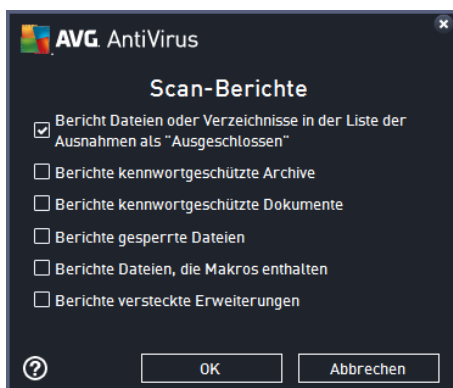 AVG AntiVirus
Scan-Berichte
Bericht Dateien oder Verzeichnisse in der Liste der
Ausnahmen als "Ausgeschlossen"
Berichte kennwortgeschützte Archive
Berichte kennwortgeschützte Dokumente
Berichte gesperrte Dateien
Berichte Dateien, die Makros enthalten
Berichte versteckte Erweiterungen
? OK Abbrechen